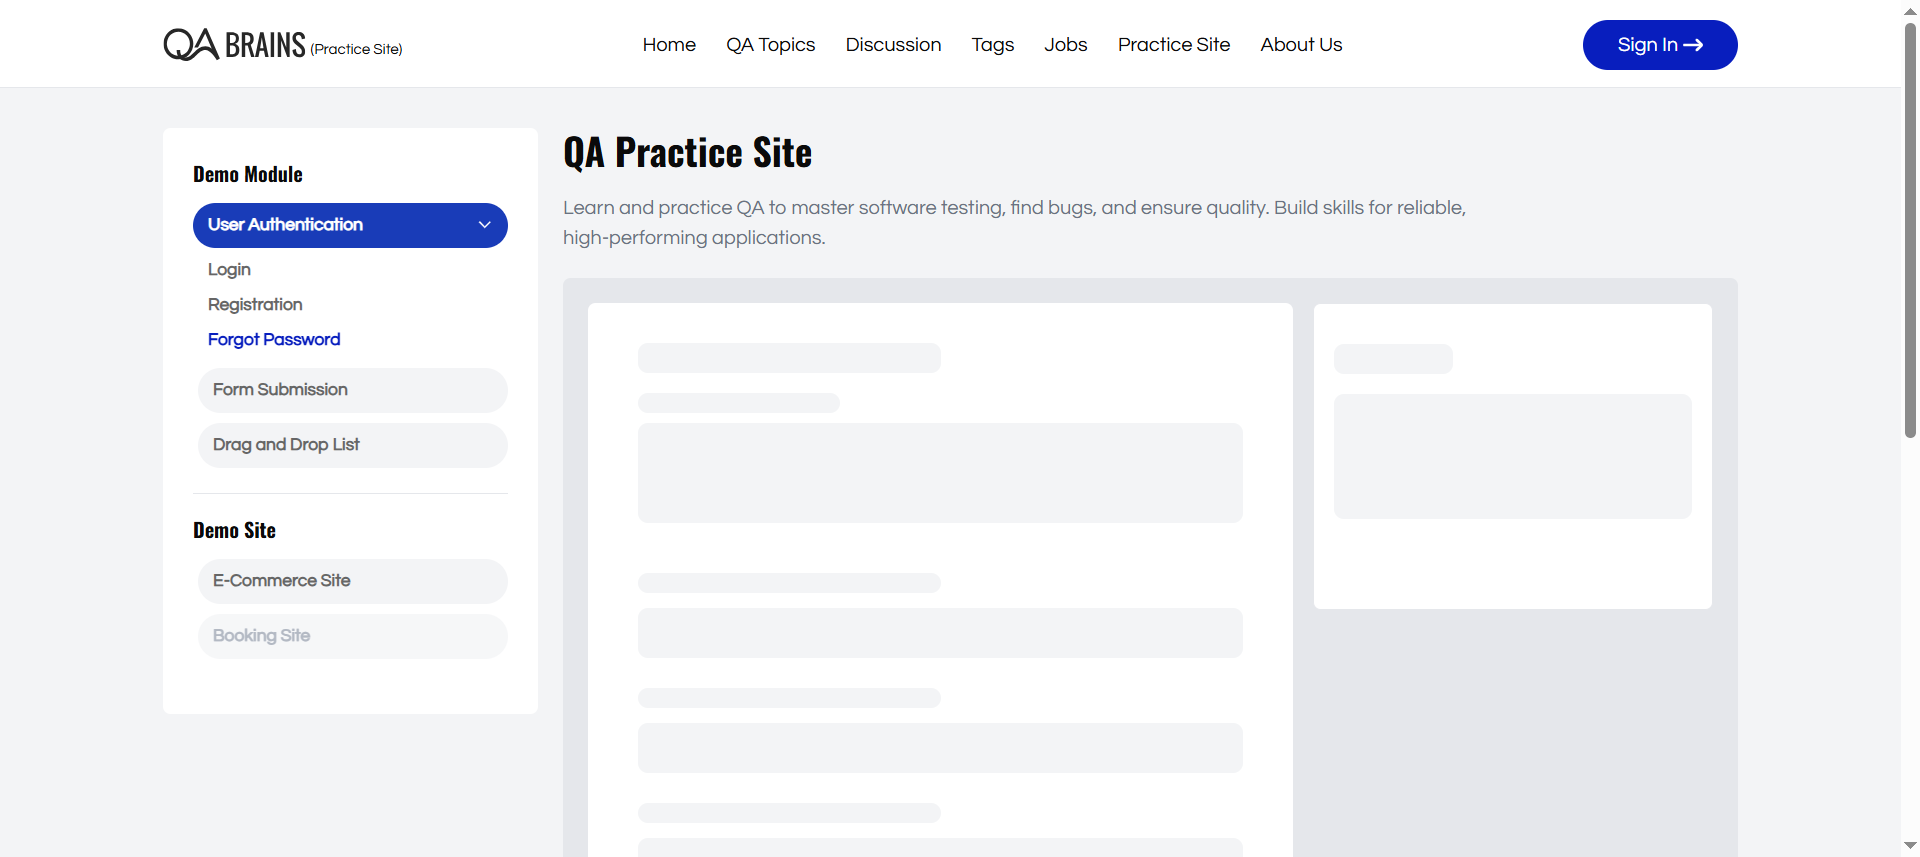 QA BRAINS (Practice Site)
Home QA Topics Discussion Tags Jobs Practice Site About Us
Sign In
Demo Module
User Authentication
Login
Registration
Forgot Password
Form Submission
Drag and Drop List
Demo Site
E-Commerce Site
Booking Site
QA Practice Site
Learn and practice QA to master software testing, find bugs, and ensure quality. Build skills for reliable,
high-performing applications.